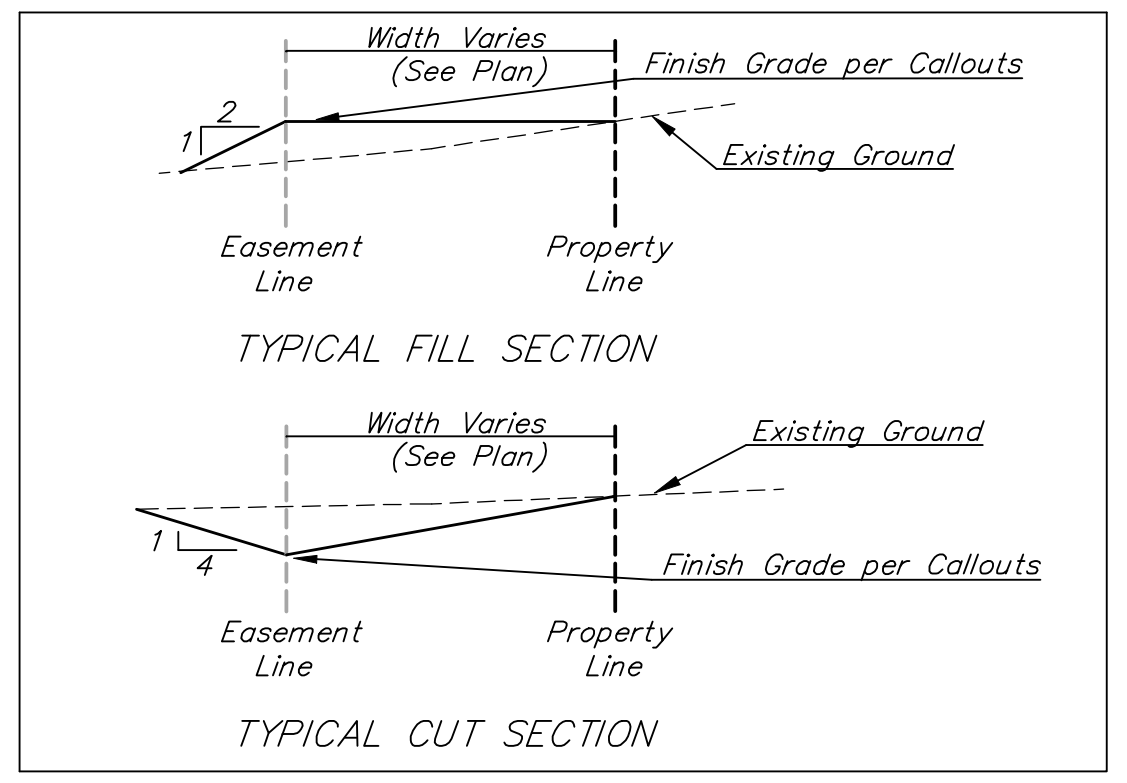 Width Varies
(See Plan)
Finish Grade per Callouts
2
1
Existing Ground
Easement
Line
Property
Line
TYPICAL FILL SECTION
Width Varies
(See Plan)
Existing Ground
1
4
Finish Grade per Callouts
Easement
Line
Property
Line
TYPICAL CUT SECTION